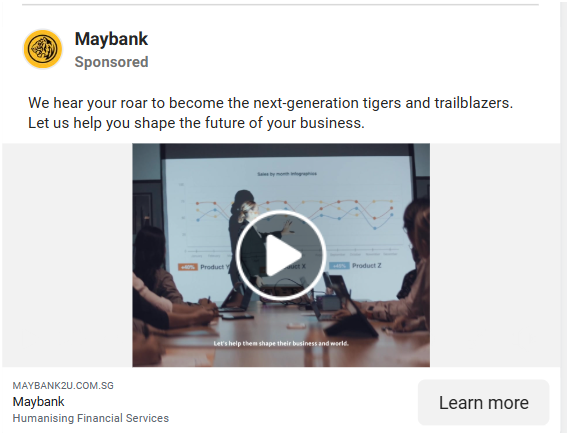 Maybank
Sponsored
We hear your roar to become the next-generation tigers and trailblazers.
Let us help you shape the future of your business.
Sales by month infographics
+40% Product Y Product X Product Z
Let's help them shape their business and world.
MAYBANK2U.COM.SG
Maybank
Humanising Financial Services
Learn more